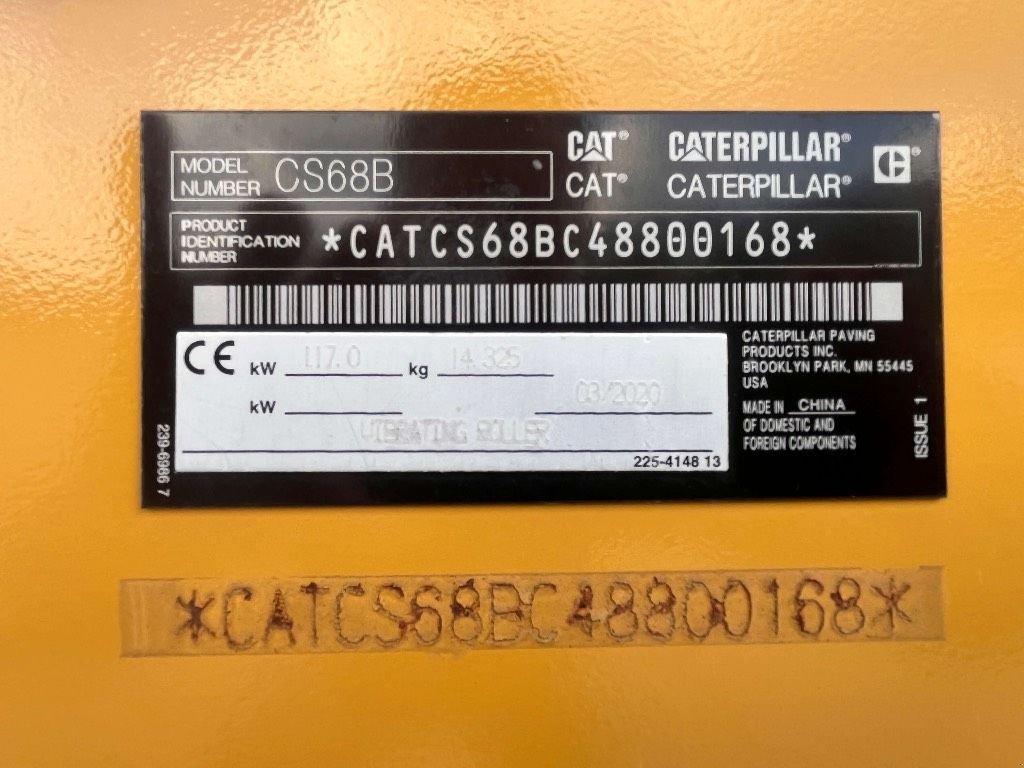 MODEL
NUMBER CS68B
CAT® CATERPILLAR®
CAT® CATERPILLAR®
PRODUCT
IDENTIFICATION
NUMBER
*CATCS68BC48800168*
CE kW 117.0 kg 14.325
kW 03/2020
VIBRATING ROLLER
225-4148 13
CATERPILLAR PAVING
PRODUCTS INC.
BROOKLYN PARK, MN 55445
USA
MADE IN CHINA
OF DOMESTIC AND
FOREIGN COMPONENTS
ISSUE 1
239-6986 7
*CATCS68BC48800168*